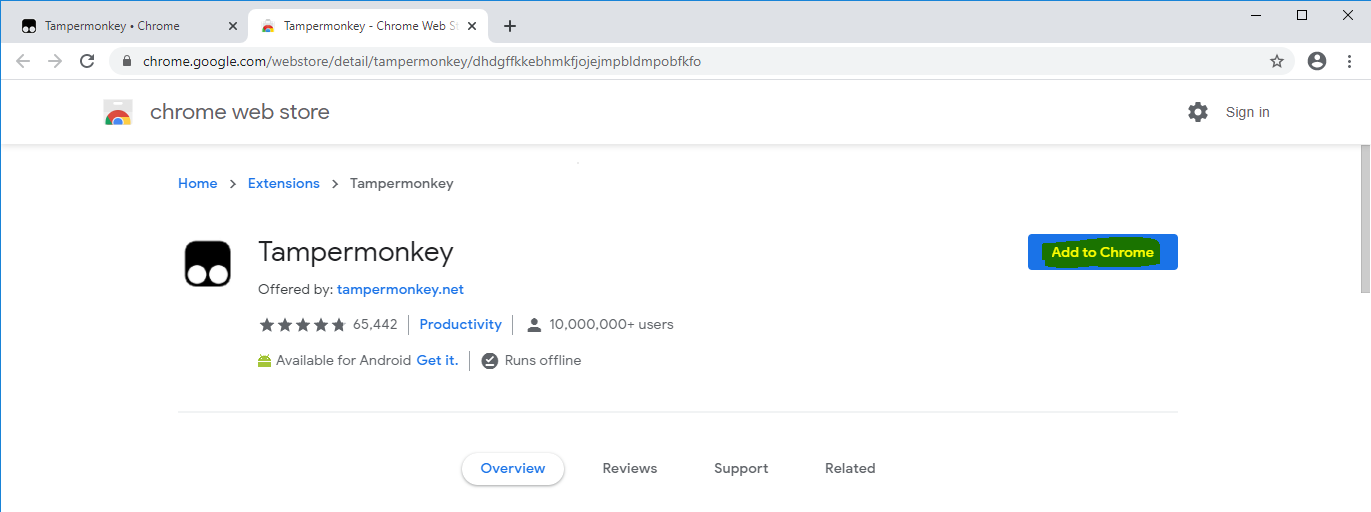 Tampermonkey • Chrome
Tampermonkey - Chrome Web St
chrome.google.com/webstore/detail/tampermonkey/dhdgffkkebhmkfjojejmpbldmpobfkfo
chrome web store
Sign in
Home > Extensions > Tampermonkey
Tampermonkey
Add to Chrome
Offered by: tampermonkey.net
65,442 | Productivity | 10,000,000+ users
Available for Android Get it. | Runs offline
Overview Reviews Support Related